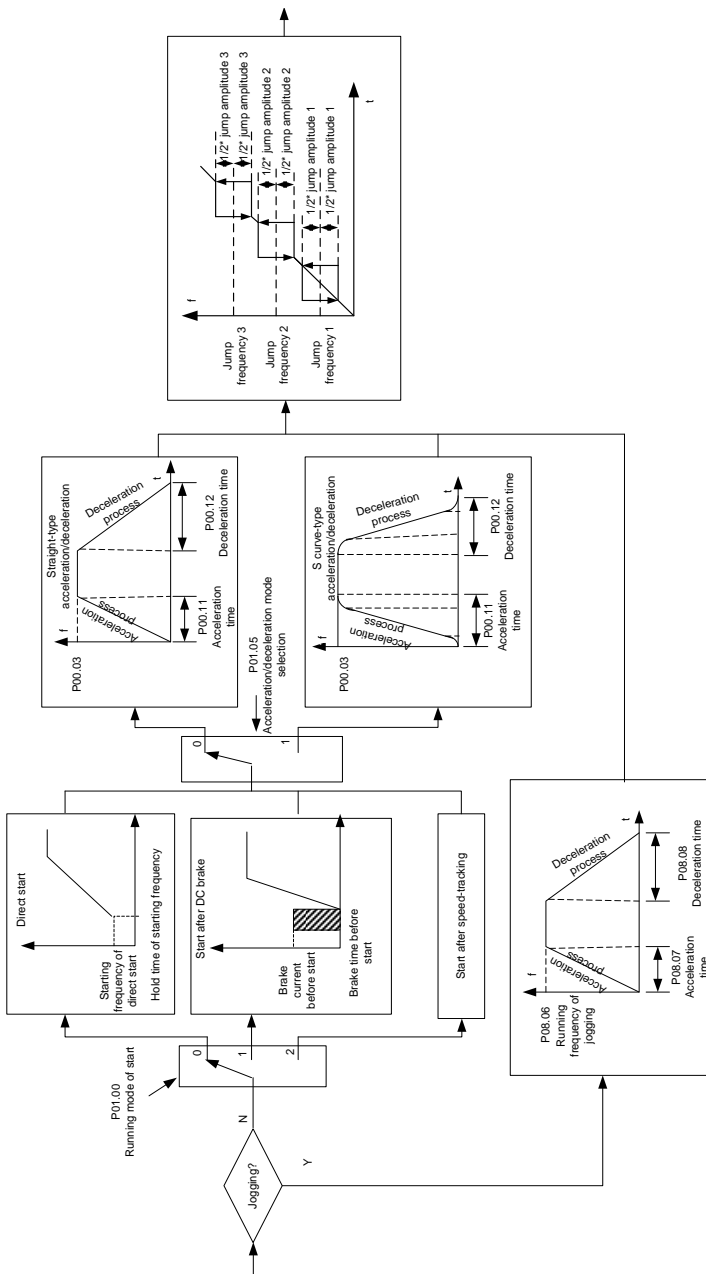 Jogging?
N
Y
P01.00
Running mode of start
0
1
2
Direct start
Starting
frequency of
direct start
Hold time of starting frequency
Start after DC brake
Brake
current
before start
Brake time before
start
Start after speed-tracking
P08.06
Running
frequency of
jogging
f
Acceleration
process
Deceleration
process
t
P08.07
Acceleration
time
P08.08
Deceleration time
0
1
P01.05
Acceleration/deceleration mode
selection
Straight-type
acceleration/deceleration
f
P00.03
Acceleration
process
Deceleration
process
t
P00.11
Acceleration
time
P00.12
Deceleration time
S curve-type
acceleration/deceleration
f
P00.03
Acceleration
process
Deceleration
process
t
P00.11
Acceleration
time
P00.12
Deceleration time
f
Jump
frequency 3
Jump
frequency 2
Jump
frequency 1
1/2* jump amplitude 3
1/2* jump amplitude 3
1/2* jump amplitude 2
1/2* jump amplitude 2
1/2* jump amplitude 1
1/2* jump amplitude 1
t